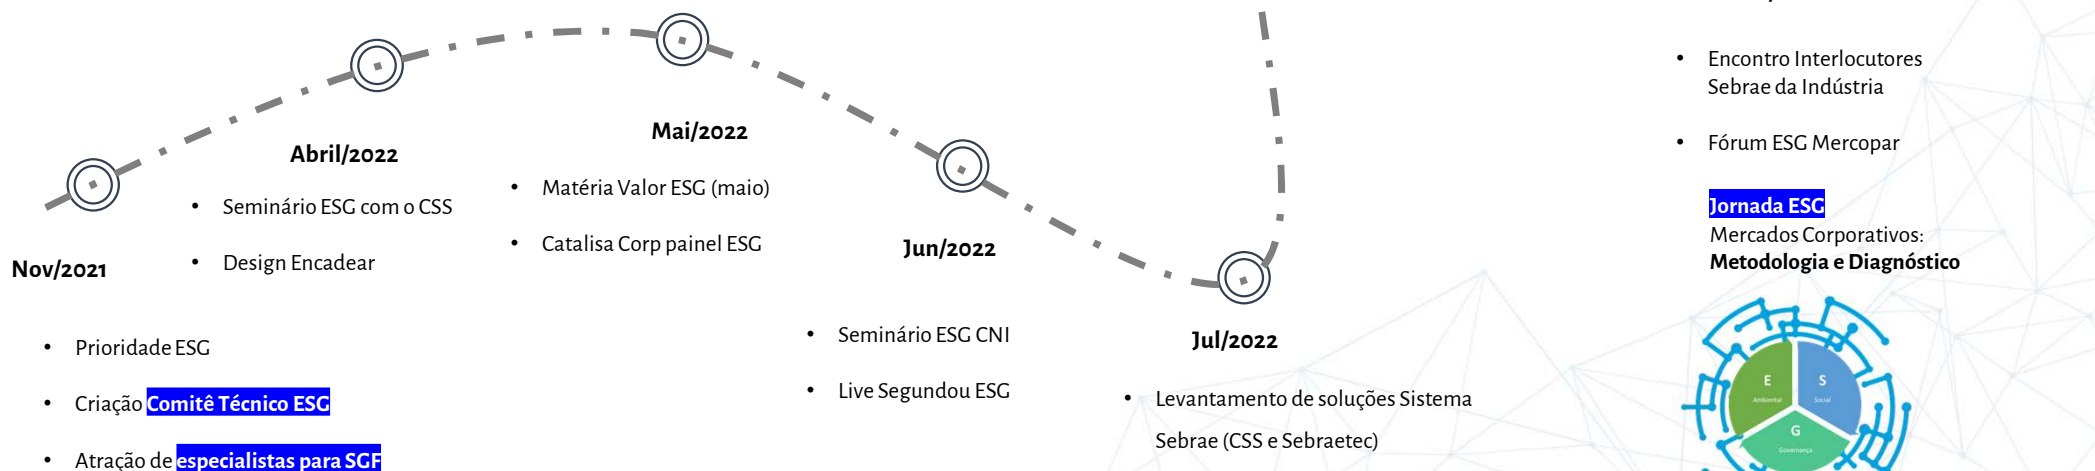 Nov/2021
• Prioridade ESG
• Criação Comitê Técnico ESG
• Atração de especialistas para SGF
Abril/2022
• Seminário ESG com o CSS
• Design Encadear
Mai/2022
• Matéria Valor ESG (maio)
• Catalisa Corp painel ESG
Jun/2022
• Seminário ESG CNI
• Live Segundou ESG
Jul/2022
• Levantamento de soluções Sistema
Sebrae (CSS e Sebraetec)
• Encontro Interlocutores
Sebrae da Indústria
• Fórum ESG Mercopar
Jornada ESG
Mercados Corporativos:
Metodologia e Diagnóstico
E
Ambiental
S
Social
G
Governança